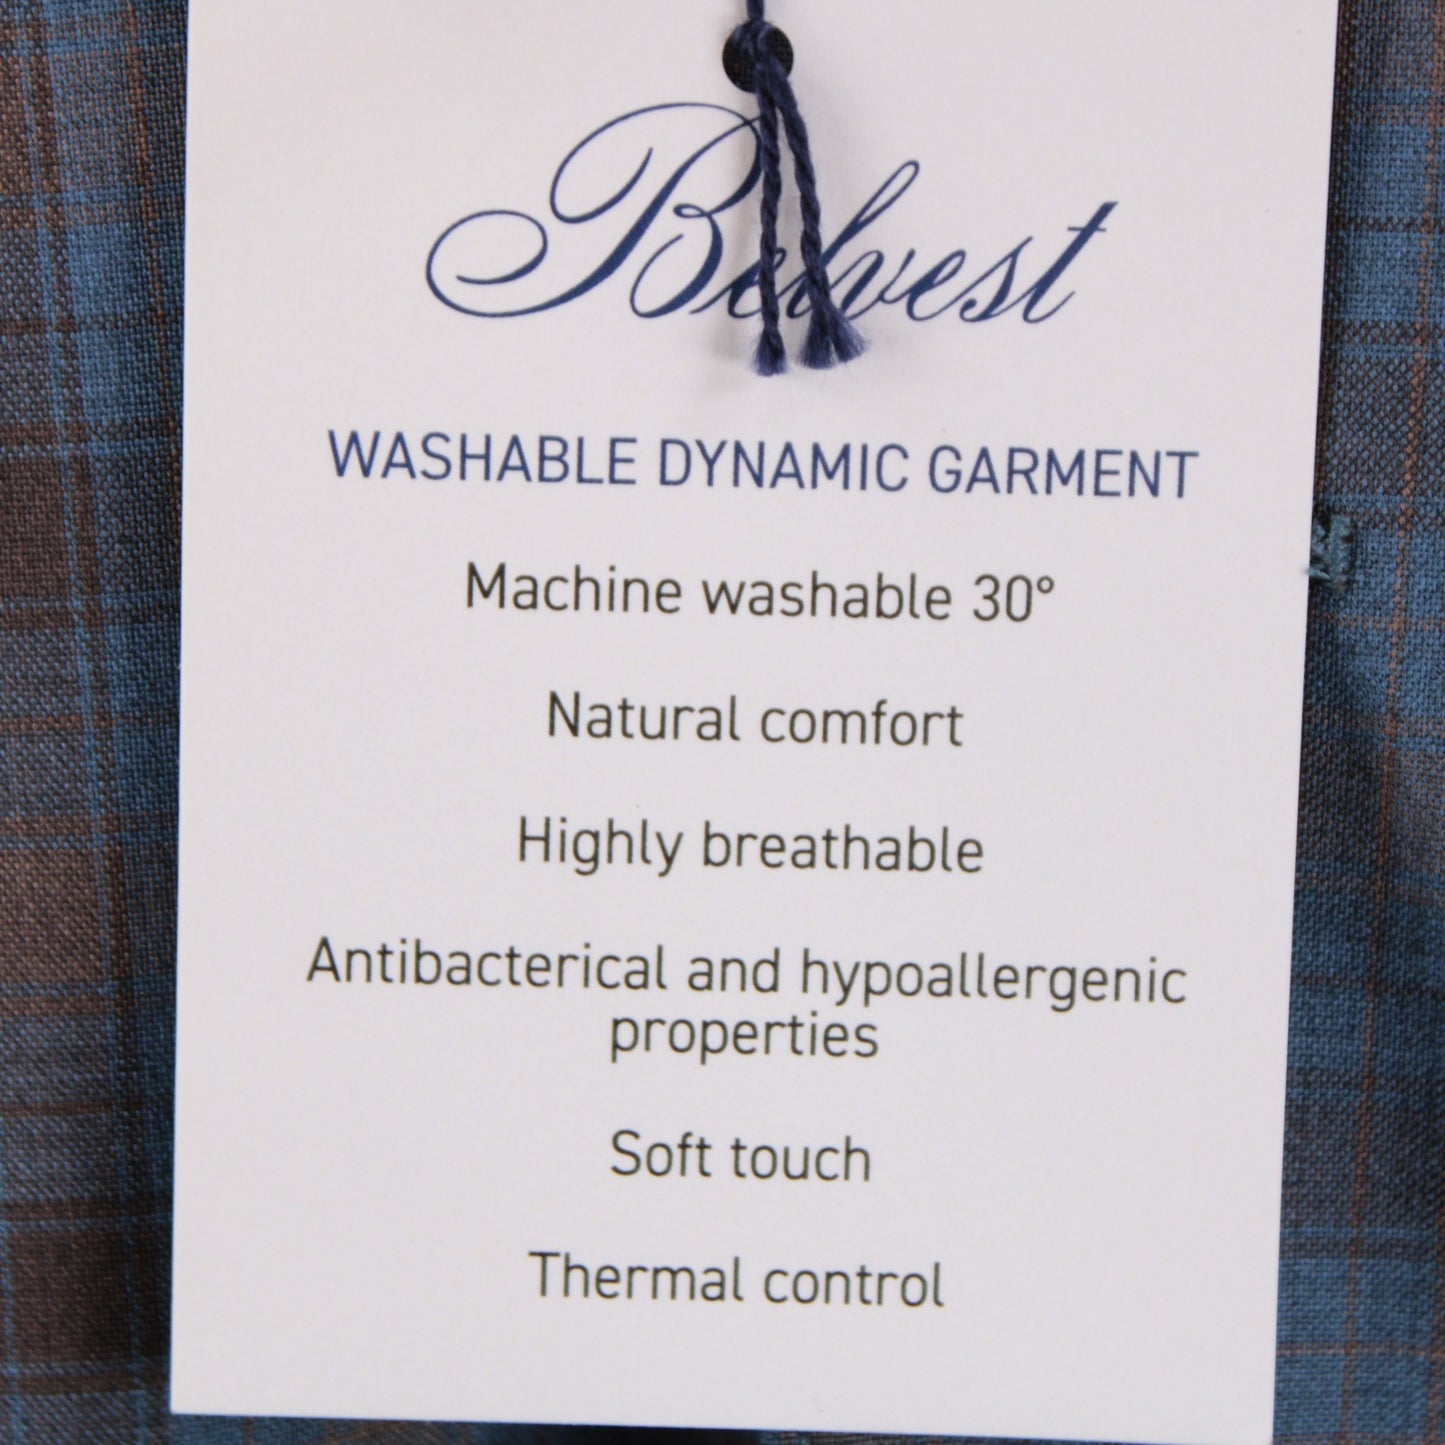 Belvest
WASHABLE DYNAMIC GARMENT
Machine washable 30°
Natural comfort
Highly breathable
Antibacterical and hypoallergenic
properties
Soft touch
Thermal control